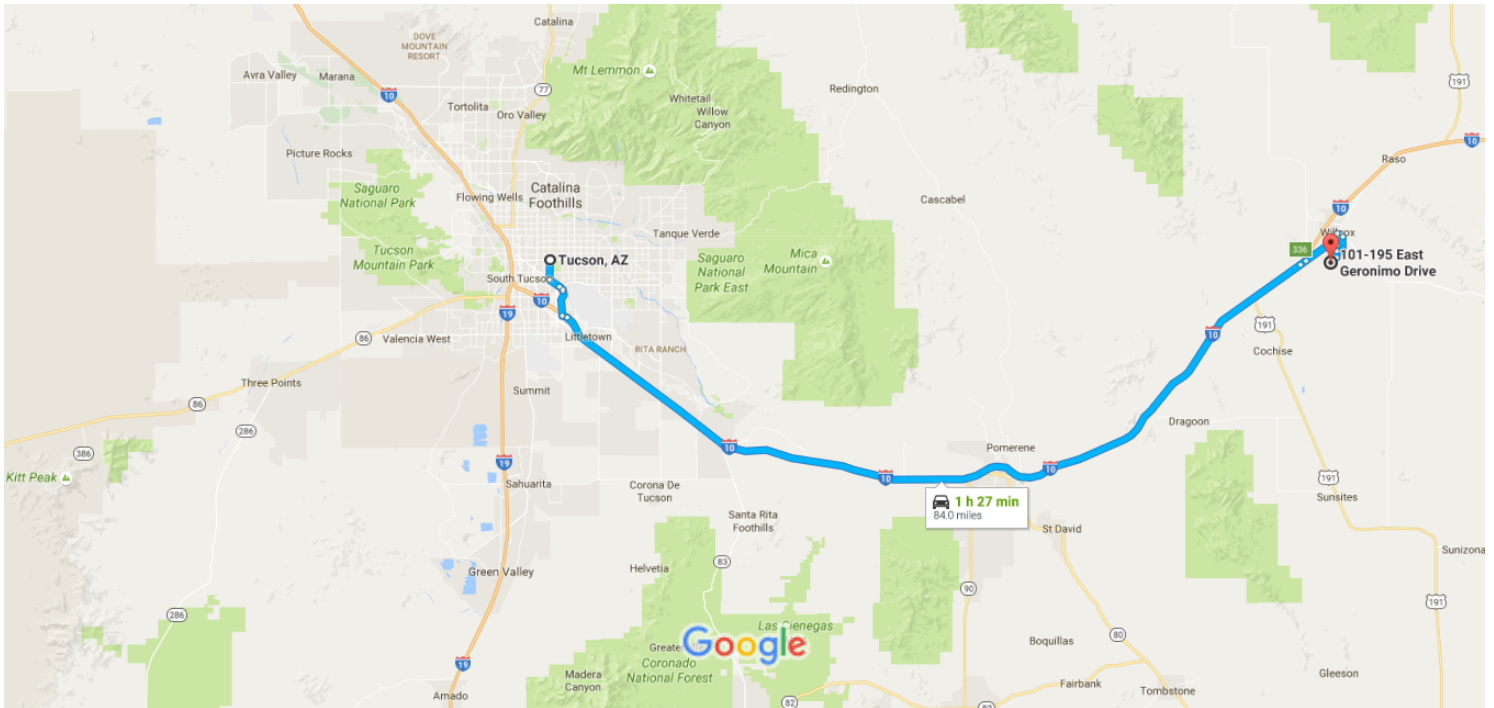 Catalina
DOVE
MOUNTAIN
RESORT
Avra Valley
Marana
10
77
Mt Lemmon
Tortolita
Oro Valley
Whitetail
Willow
Canyon
Redington
191
Picture Rocks
Raso
10
Saguaro
National Park
Flowing Wells
Catalina
Foothills
Cascabel
10
Tanque Verde
Willcox
Tucson
Mountain Park
Tucson, AZ
Saguaro
National
Park East
Mica
Mountain
336
101-195 East
Geronimo Drive
South Tucson
10
19
86
Valencia West
Littletown
RITA RANCH
10
191
Cochise
Three Points
Summit
86
286
Dragoon
386
Kitt Peak
10
Pomerene
10
10
19
Sahuarita
Corona De
Tucson
1 h 27 min
84.0 miles
191
Sunsites
Santa Rita
Foothills
St David
Sunizona
Green Valley
Helvetia
83
90
191
286
Las Cienegas
Google
80
Boquillas
19
Coronado
National Forest
Madera
Canyon
Gleeson
Amado
Fairbank
Tombstone
82
82